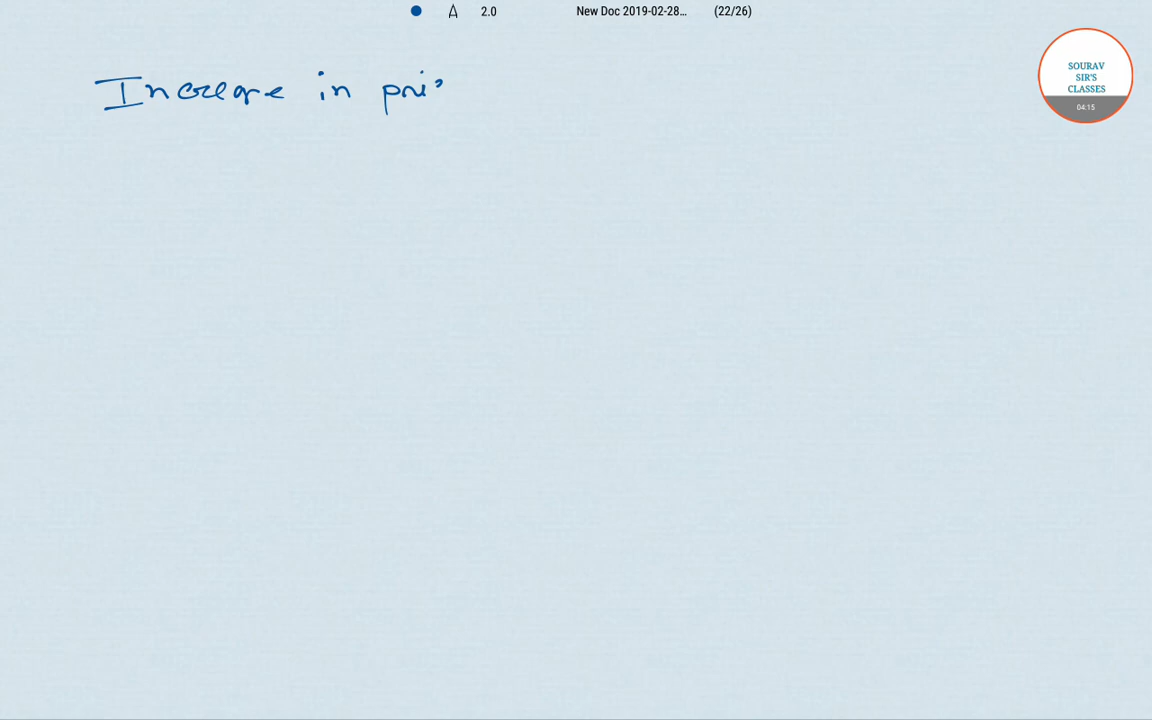 2.0 New Doc 2019-02-28... (22/26)
SOURAV
SIR'S
CLASSES
04:15
Increase in pri